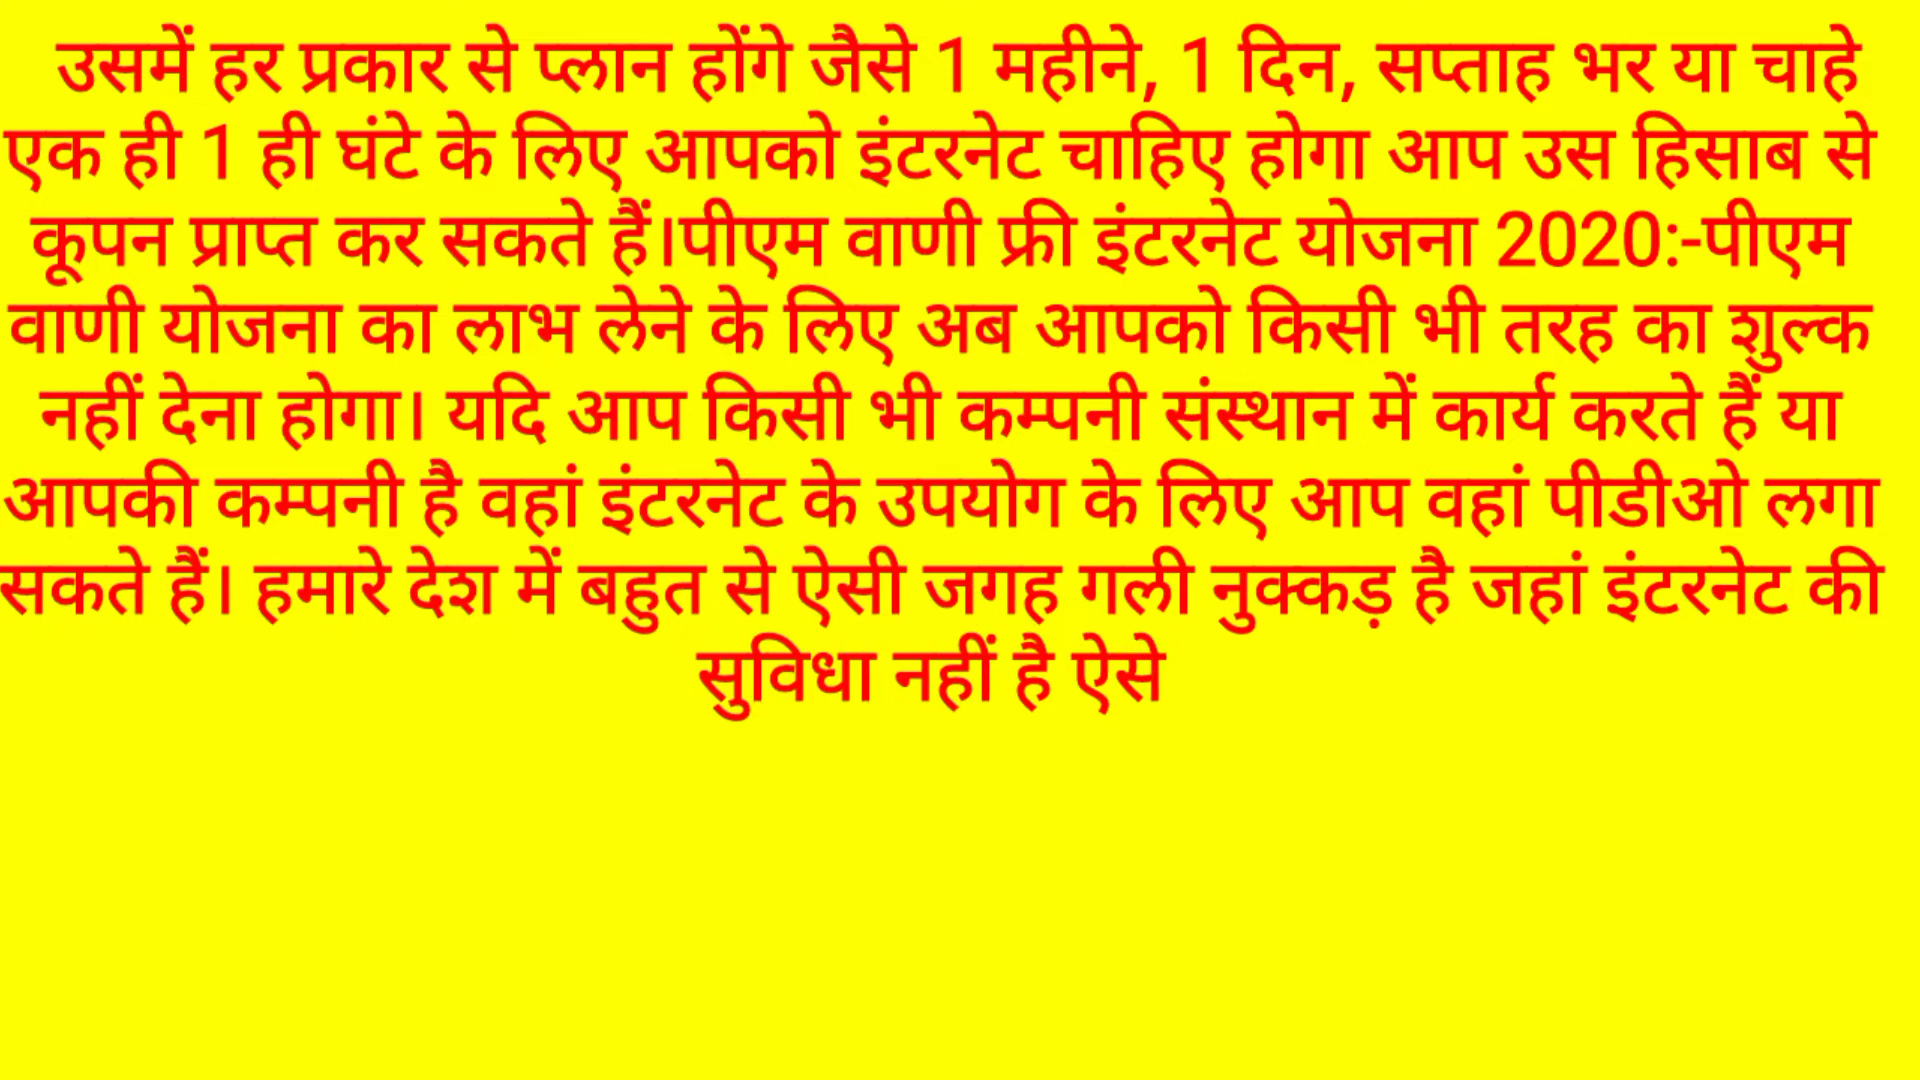 उसमें हर प्रकार से प्लान होंगे जैसे 1 महीने, 1 दिन, सप्ताह भर या चाहे
एक ही 1 ही घंटे के लिए आपको इंटरनेट चाहिए होगा आप उस हिसाब से
कूपन प्राप्त कर सकते हैं।पीएम वाणी फ्री इंटरनेट योजना 2020:-पीएम
वाणी योजना का लाभ लेने के लिए अब आपको किसी भी तरह का शुल्क
नहीं देना होगा। यदि आप किसी भी कम्पनी संस्थान में कार्य करते हैं या
आपकी कम्पनी है वहां इंटरनेट के उपयोग के लिए आप वहां पीडीओ लगा
सकते हैं। हमारे देश में बहुत से ऐसी जगह गली नुक्कड़ है जहां इंटरनेट की
सुविधा नहीं है ऐसे